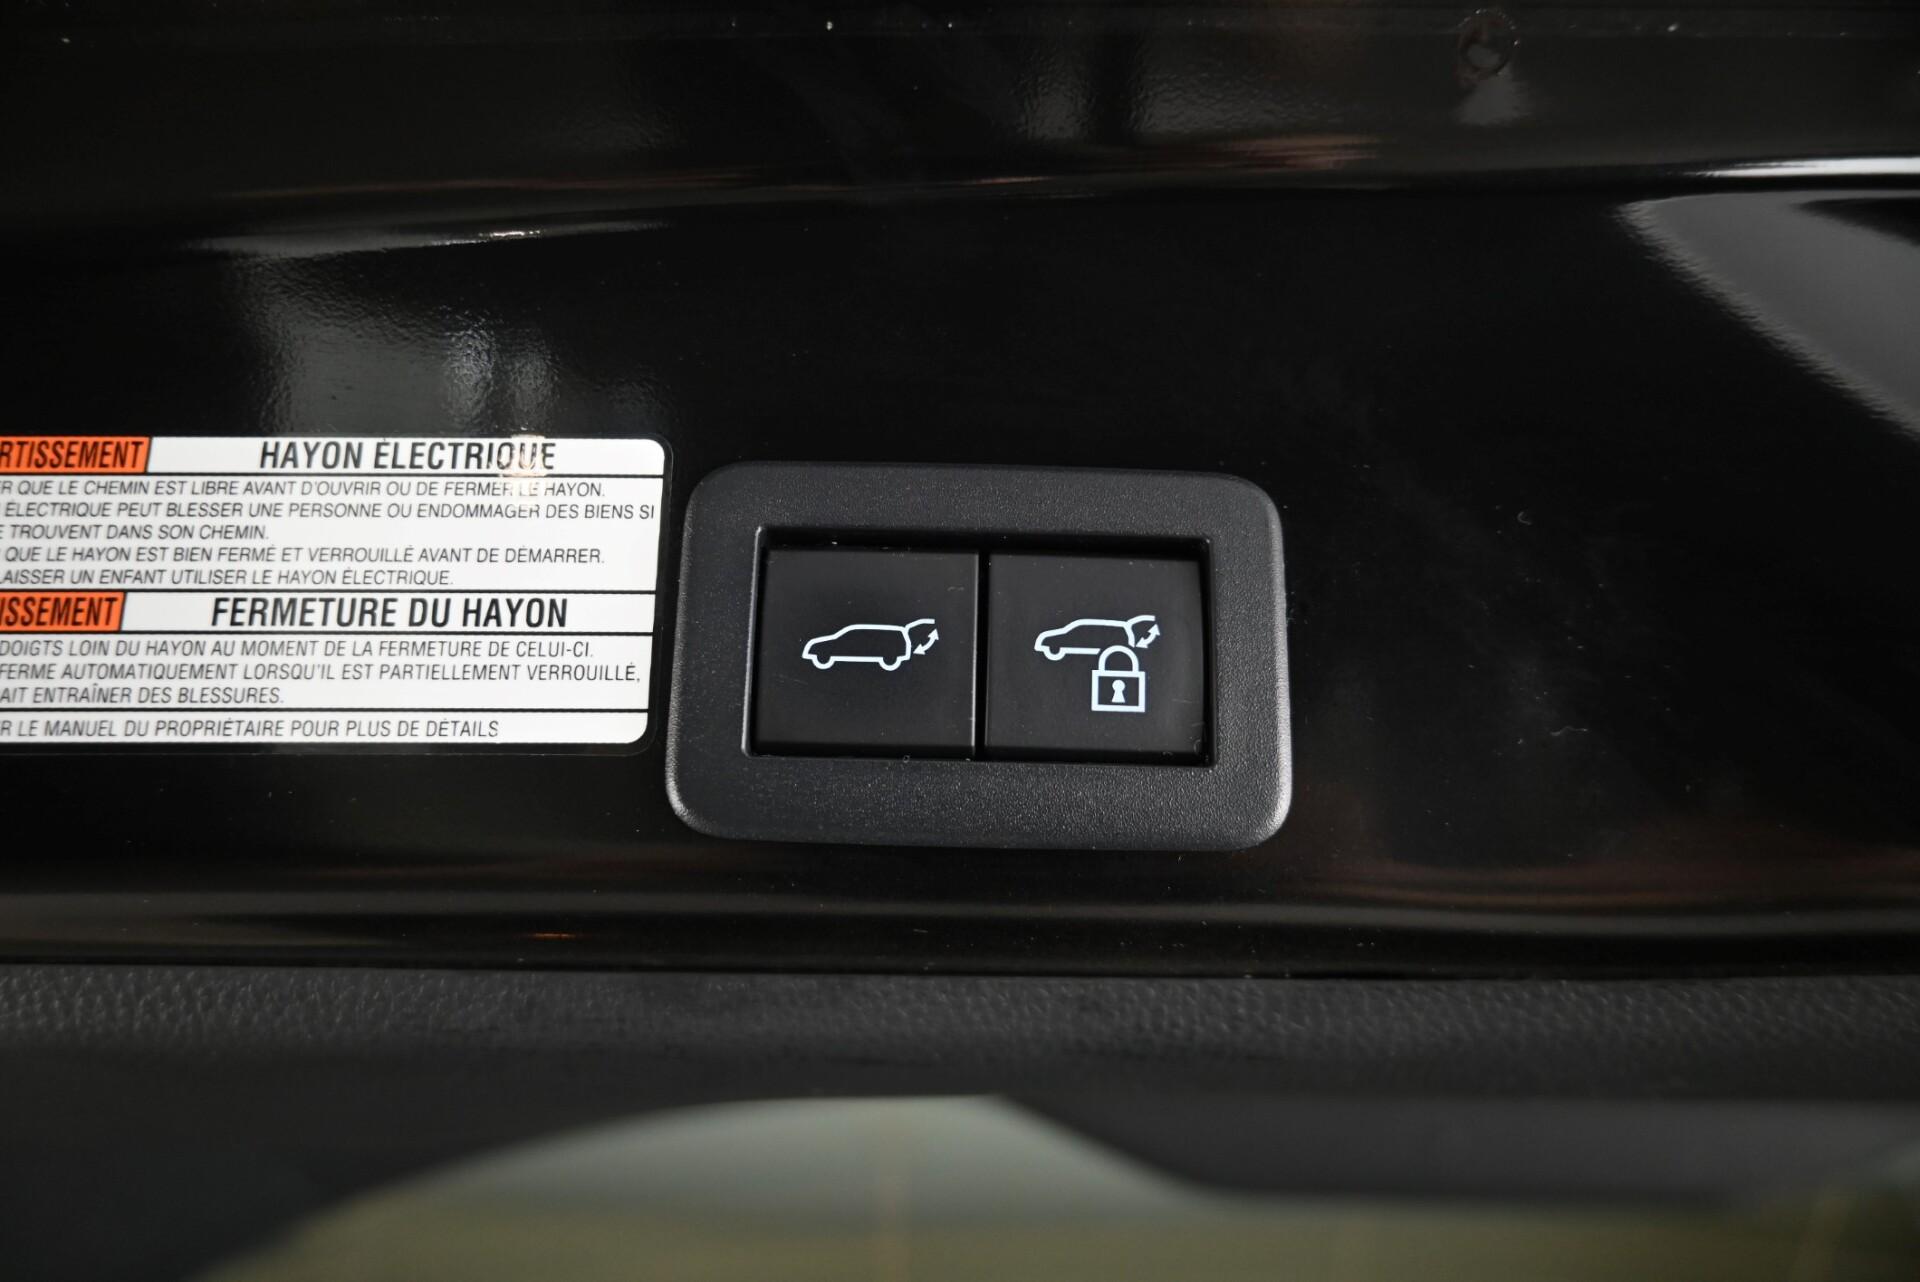 RTISSEMENT HAYON ÉLECTRIQUE
ER QUE LE CHEMIN EST LIBRE AVANT D'OUVRIR OU DE FERMER LE HAYON.
ÉLECTRIQUE PEUT BLESSER UNE PERSONNE OU ENDOMMAGER DES BIENS SI
TROUVENT DANS SON CHEMIN.
QUE LE HAYON EST BIEN FERMÉ ET VERROUILLÉ AVANT DE DÉMARRER.
LAISSER UN ENFANT UTILISER LE HAYON ÉLECTRIQUE.
ISSEMENT FERMETURE DU HAYON
DOIGTS LOIN DU HAYON AU MOMENT DE LA FERMETURE DE CELUI-CI.
FERME AUTOMATIQUEMENT LORSQU'IL EST PARTIELLEMENT VERROUILLÉ,
AIT ENTRAÎNER DES BLESSURES.
R LE MANUEL DU PROPRIÉTAIRE POUR PLUS DE DÉTAILS